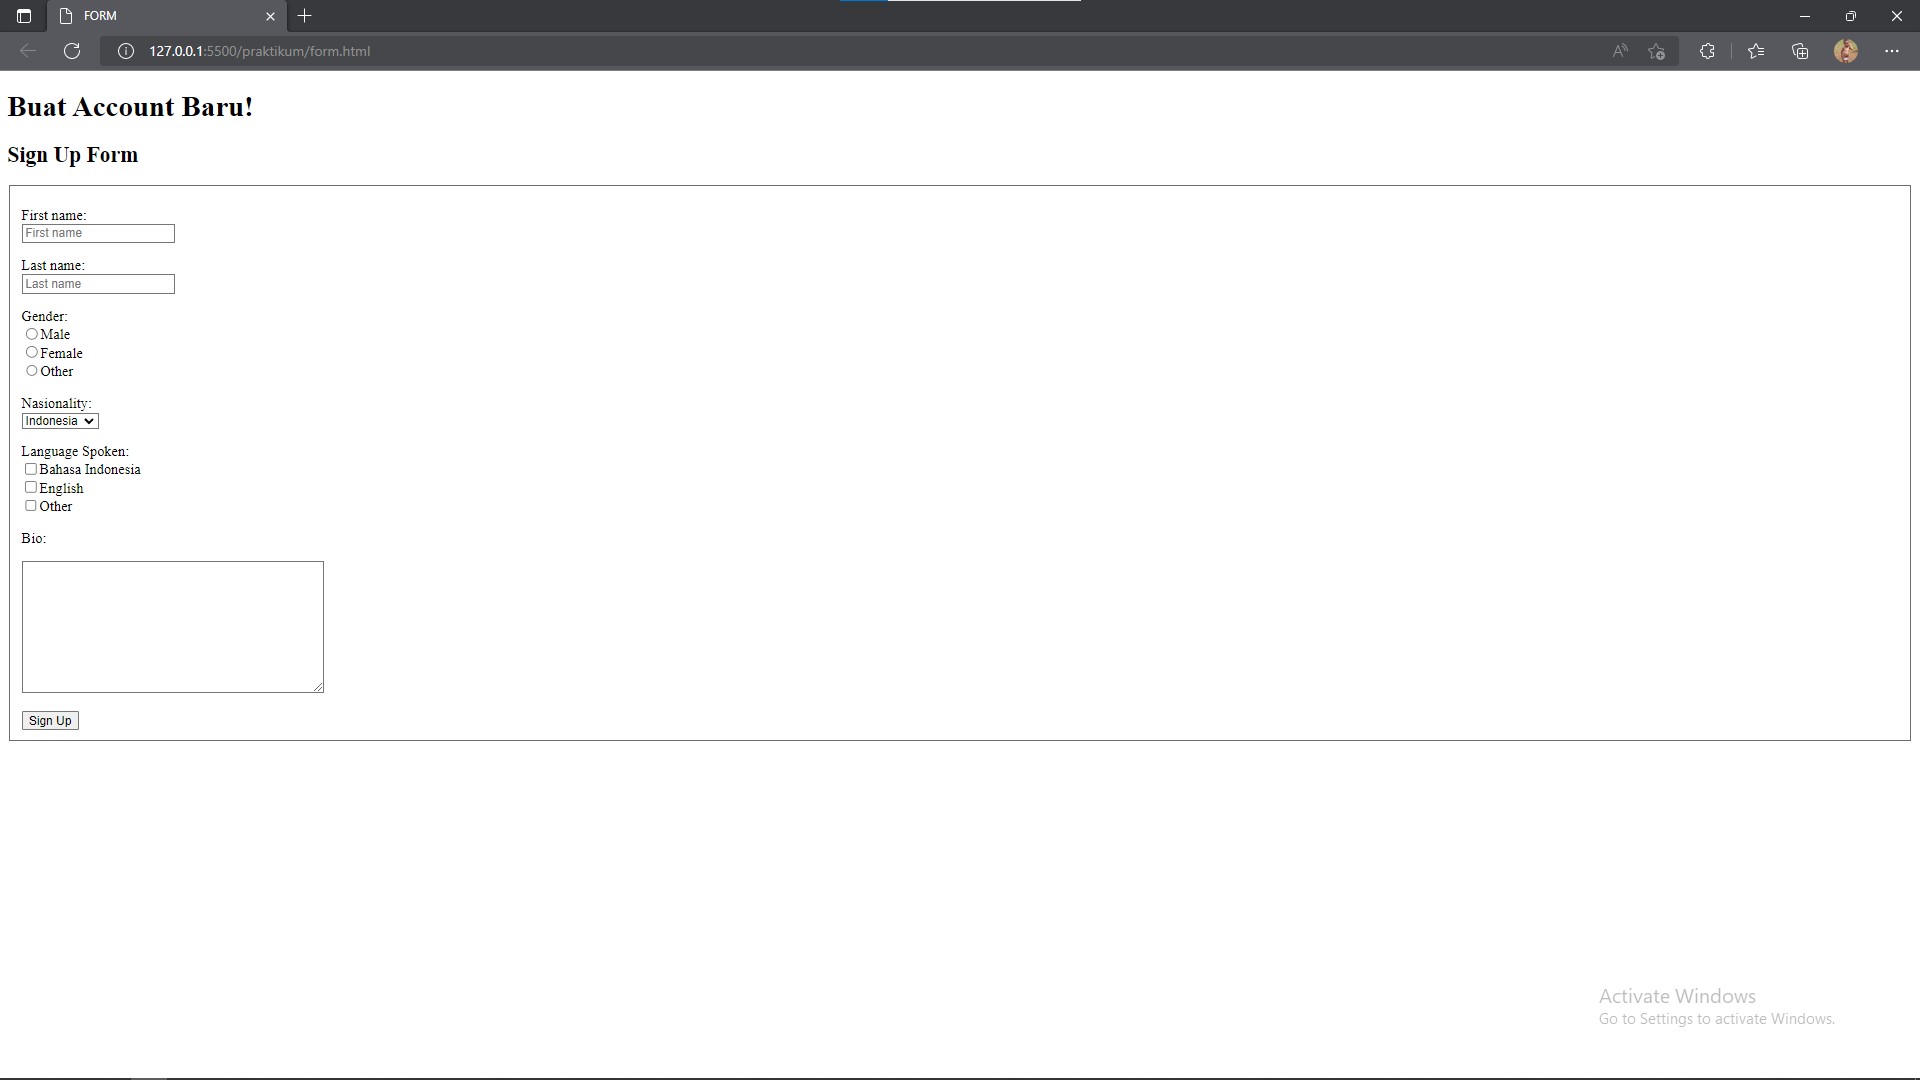 FORM
127.0.0.1:5500/praktikum/form.html
Buat Account Baru!
Sign Up Form
First name:
First name
Last name:
Last name
Gender:
Male
Female
Other
Nasionality:
Indonesia
Language Spoken:
Bahasa Indonesia
English
Other
Bio:
Sign Up
Activate Windows
Go to Settings to activate Windows.